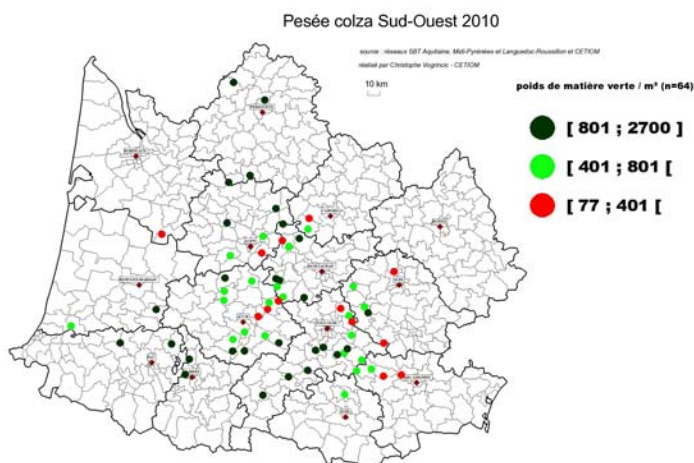 Pesée colza Sud-Ouest 2010
source : réseaux SBT Aquitaine, Midi-Pyrénées et Languedoc-Roussillon et CETIOM
réalisé par Christophe Vogrincic - CETIOM
10 km
poids de matière verte / m² (n=64)
[ 801 ; 2700 ]
[ 401 ; 801 [
[ 77 ; 401 [